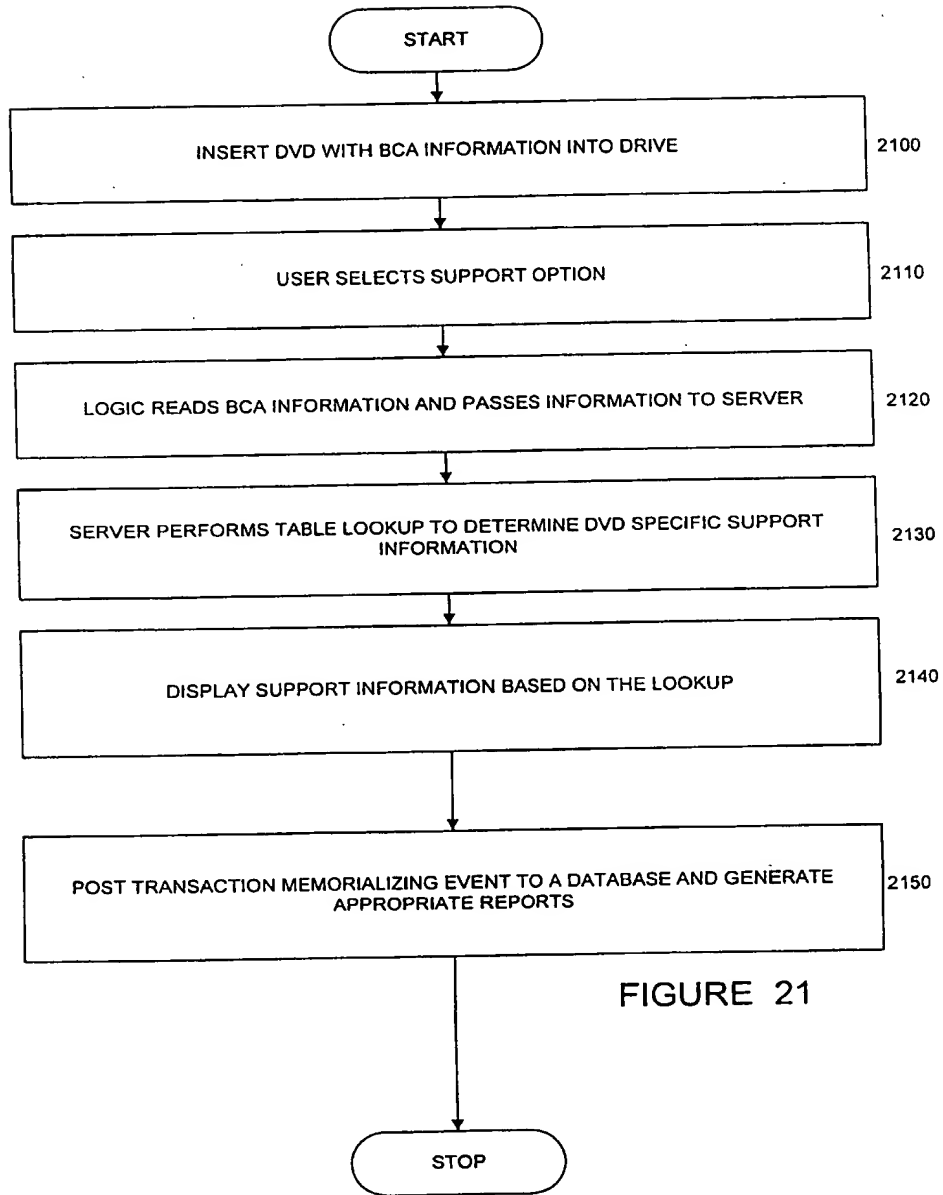 START
INSERT DVD WITH BCA INFORMATION INTO DRIVE
2100
USER SELECTS SUPPORT OPTION
2110
LOGIC READS BCA INFORMATION AND PASSES INFORMATION TO SERVER
2120
SERVER PERFORMS TABLE LOOKUP TO DETERMINE DVD SPECIFIC SUPPORT
INFORMATION
2130
DISPLAY SUPPORT INFORMATION BASED ON THE LOOKUP
2140
POST TRANSACTION MEMORIALIZING EVENT TO A DATABASE AND GENERATE
APPROPRIATE REPORTS
2150
FIGURE 21
STOP